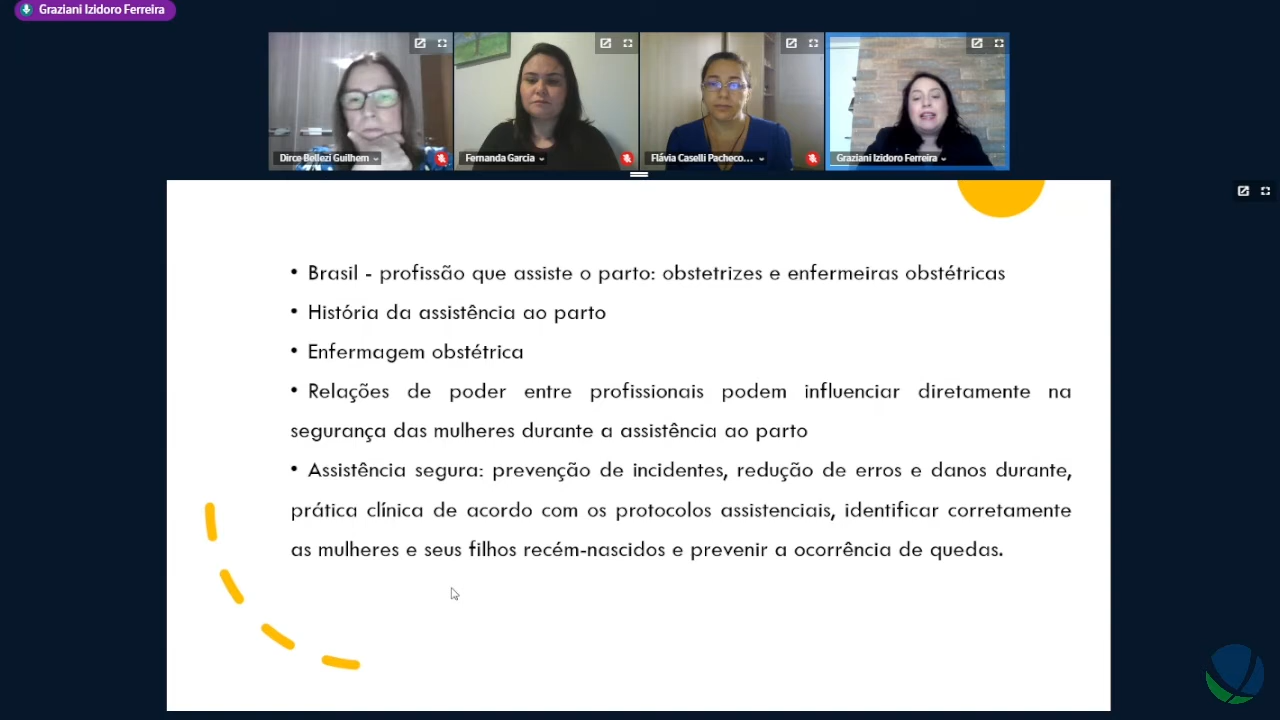 Graziani Izidoro Ferreira
Dirce Bellezi Guilhem
Fernanda Garcia
Flávia Caselli Pacheco...
Graziani Izidoro Ferreira
• Brasil - profissão que assiste o parto: obstetrizes e enfermeiras obstétricas
• História da assistência ao parto
• Enfermagem obstétrica
• Relações de poder entre profissionais podem influenciar diretamente na
segurança das mulheres durante a assistência ao parto
• Assistência segura: prevenção de incidentes, redução de erros e danos durante,
prática clínica de acordo com os protocolos assistenciais, identificar corretamente
as mulheres e seus filhos recém-nascidos e prevenir a ocorrência de quedas.